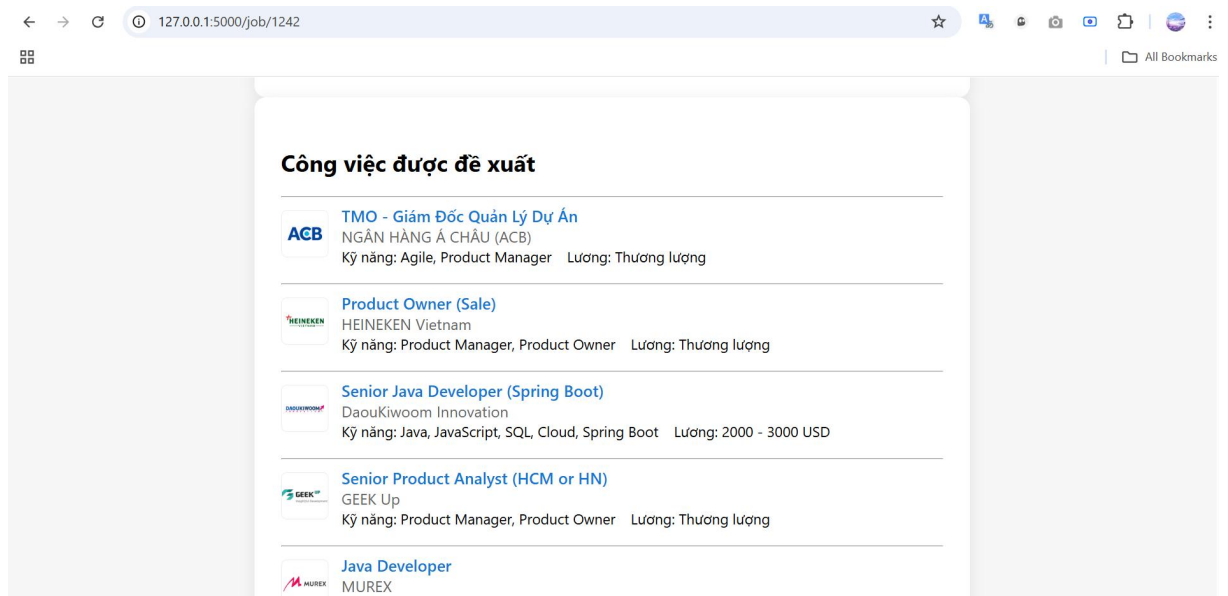 127.0.0.1:5000/job/1242
All Bookmarks
Công việc được đề xuất
ACB
TMO - Giám Đốc Quản Lý Dự Án
NGÂN HÀNG Á CHÂU (ACB)
Kỹ năng: Agile, Product Manager Lương: Thương lượng
HEINEKEN
VIETNAM
Product Owner (Sale)
HEINEKEN Vietnam
Kỹ năng: Product Manager, Product Owner Lương: Thương lượng
DAOUKIWOOM
Senior Java Developer (Spring Boot)
DaouKiwoom Innovation
Kỹ năng: Java, JavaScript, SQL, Cloud, Spring Boot Lương: 2000 - 3000 USD
GEEK UP
Senior Product Analyst (HCM or HN)
GEEK Up
Kỹ năng: Product Manager, Product Owner Lương: Thương lượng
MUREX
Java Developer
MUREX